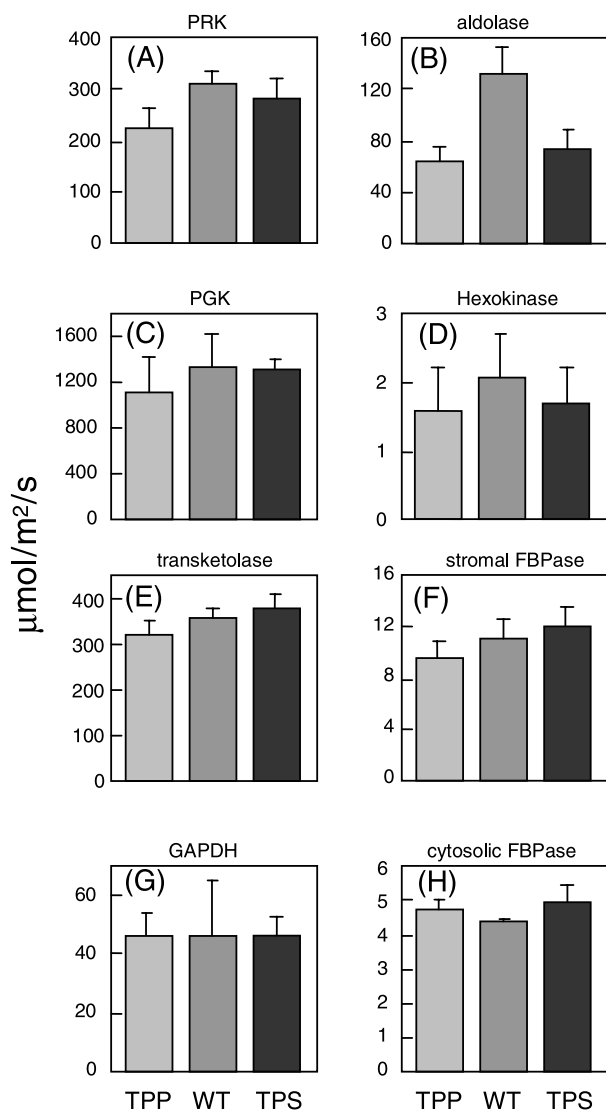 PRK
aldolase
(A)
(B)
400
300
200
100
0
160
120
80
40
0
PGK
Hexokinase
(C)
(D)
1600
1200
800
400
0
3
2
1
0
transketolase
stromal FBPase
(E)
(F)
400
300
200
100
0
16
12
8
4
0
GAPDH
cytosolic FBPase
(G)
(H)
60
40
20
0
6
5
4
3
2
1
0
TPP WT TPS
TPP WT TPS
µmol/m²/s